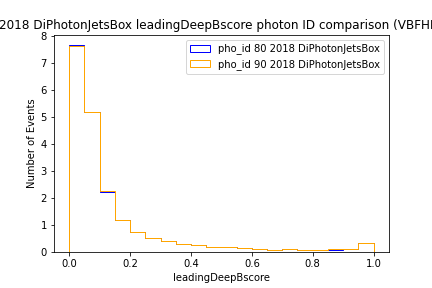 2018 DiPhotonJetsBox leadingDeepBscore photon ID comparison (VBFH
pho_id 80 2018 DiPhotonJetsBox
pho_id 90 2018 DiPhotonJetsBox
Number of Events
8
7
6
5
4
3
2
1
0
0.0 0.2 0.4 0.6 0.8 1.0
leadingDeepBscore